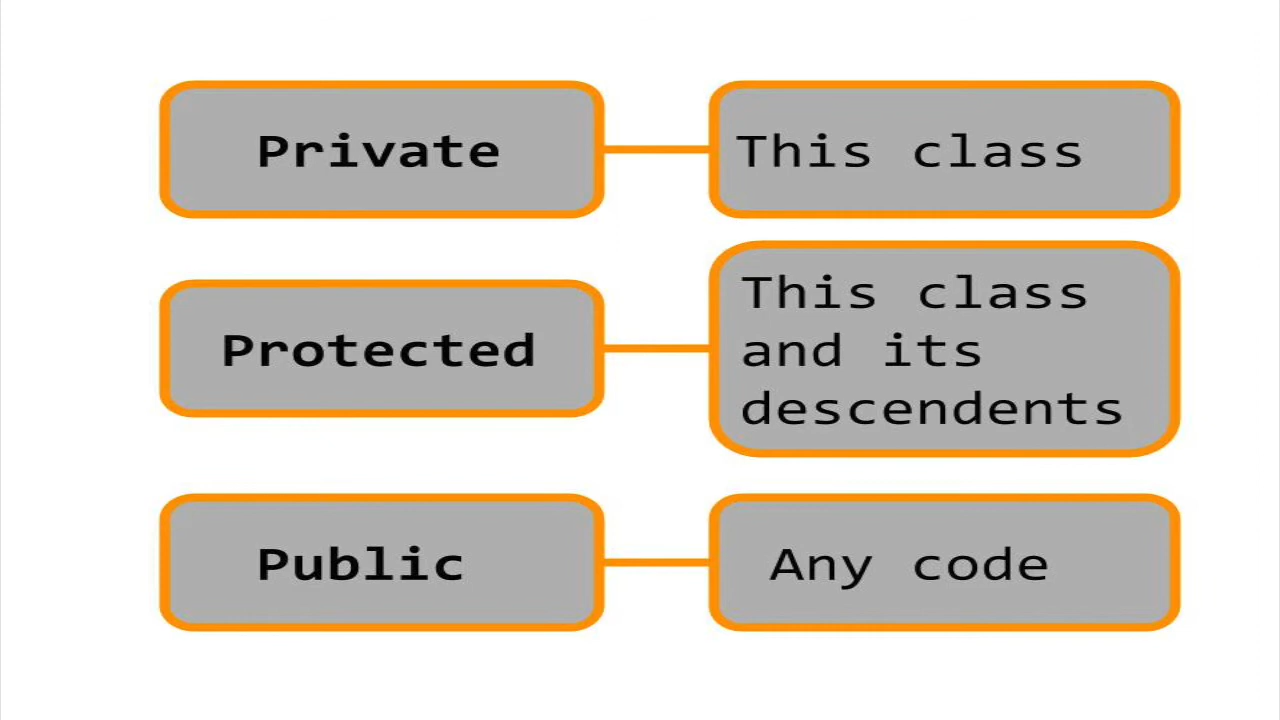 Private
This class
Protected
This class
and its
descendents
Public
Any code